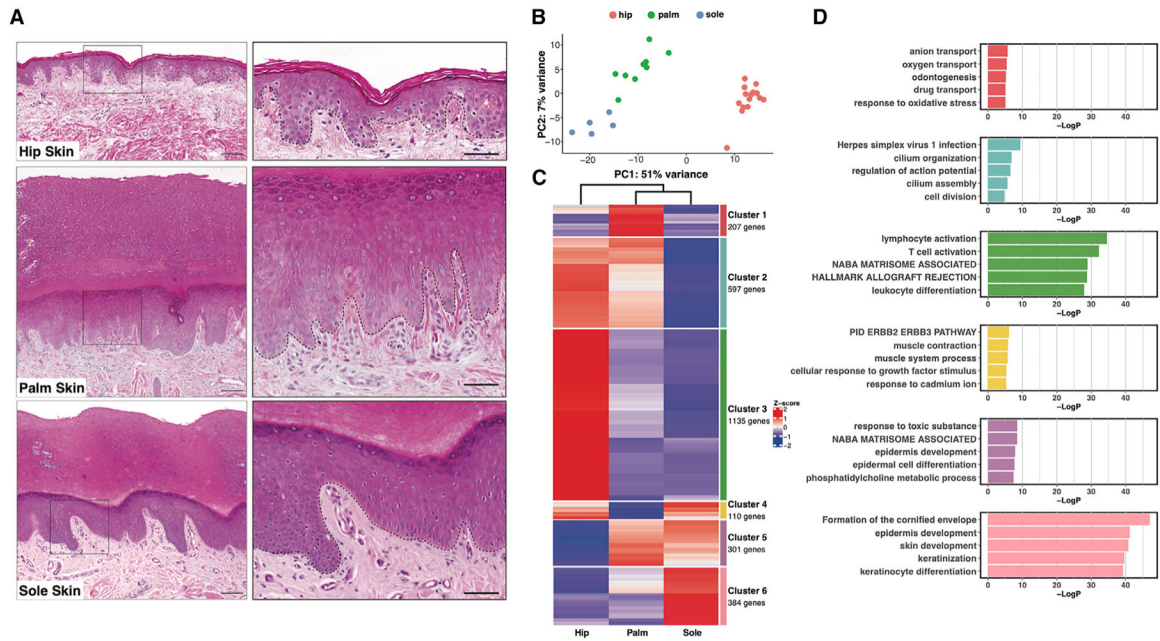 A
Hip Skin
Palm Skin
Sole Skin
B
hip palm sole
PC2: 7% variance
10
5
0
−5
−10
−20 −10 0 10
PC1: 51% variance
C
Cluster 1
207 genes
Cluster 2
597 genes
Cluster 3
1135 genes
Cluster 4
110 genes
Cluster 5
301 genes
Cluster 6
384 genes
Z-score
2
1
0
−1
−2
Hip Palm Sole
D
anion transport
oxygen transport
odontogenesis
drug transport
response to oxidative stress
0 10 20 30 40
−LogP
Herpes simplex virus 1 infection
cilium organization
regulation of action potential
cilium assembly
cell division
0 10 20 30 40
−LogP
lymphocyte activation
T cell activation
NABA MATRISOME ASSOCIATED
HALLMARK ALLOGRAFT REJECTION
leukocyte differentiation
0 10 20 30 40
−LogP
PID ERBB2 ERBB3 PATHWAY
muscle contraction
muscle system process
cellular response to growth factor stimulus
response to cadmium ion
0 10 20 30 40
−LogP
response to toxic substance
NABA MATRISOME ASSOCIATED
epidermis development
epidermal cell differentiation
phosphatidylcholine metabolic process
0 10 20 30 40
−LogP
Formation of the cornified envelope
epidermis development
skin development
keratinization
keratinocyte differentiation
0 10 20 30 40
−LogP